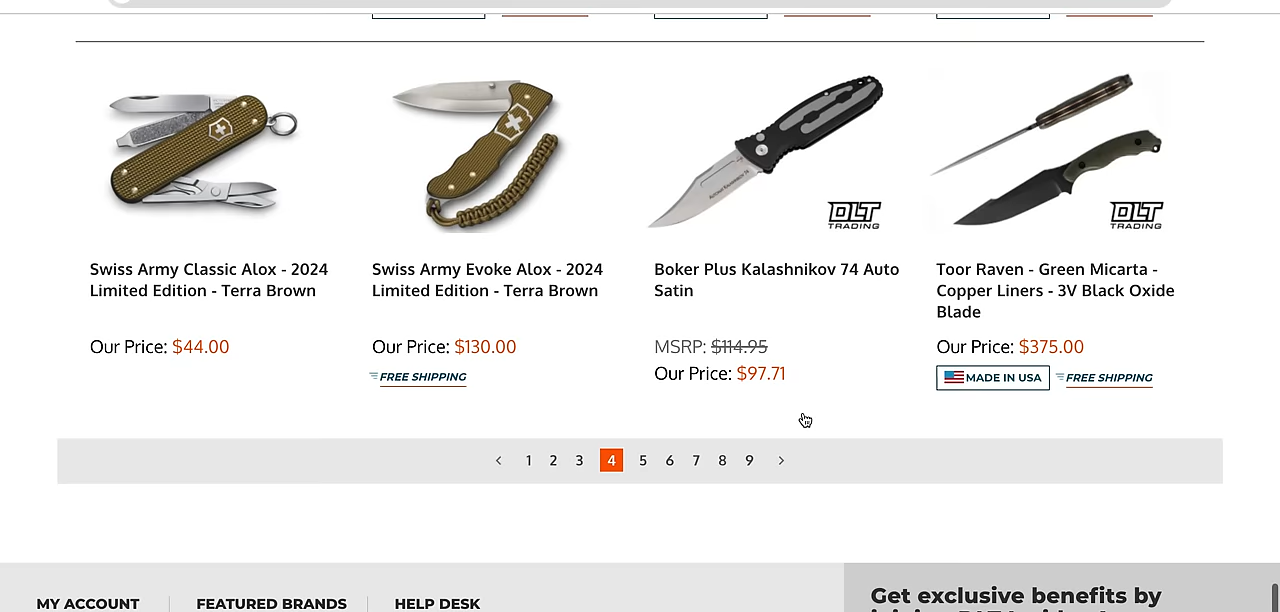 DLT
TRADING
DLT
TRADING
Swiss Army Classic Alox - 2024
Limited Edition - Terra Brown
Swiss Army Evoke Alox - 2024
Limited Edition - Terra Brown
Boker Plus Kalashnikov 74 Auto
Satin
Toor Raven - Green Micarta -
Copper Liners - 3V Black Oxide
Blade
Our Price: $44.00
Our Price: $130.00
FREE SHIPPING
MSRP: $114.95
Our Price: $97.71
Our Price: $375.00
MADE IN USA FREE SHIPPING
< 1 2 3 4 5 6 7 8 9 >
MY ACCOUNT
FEATURED BRANDS
HELP DESK
Get exclusive benefits by